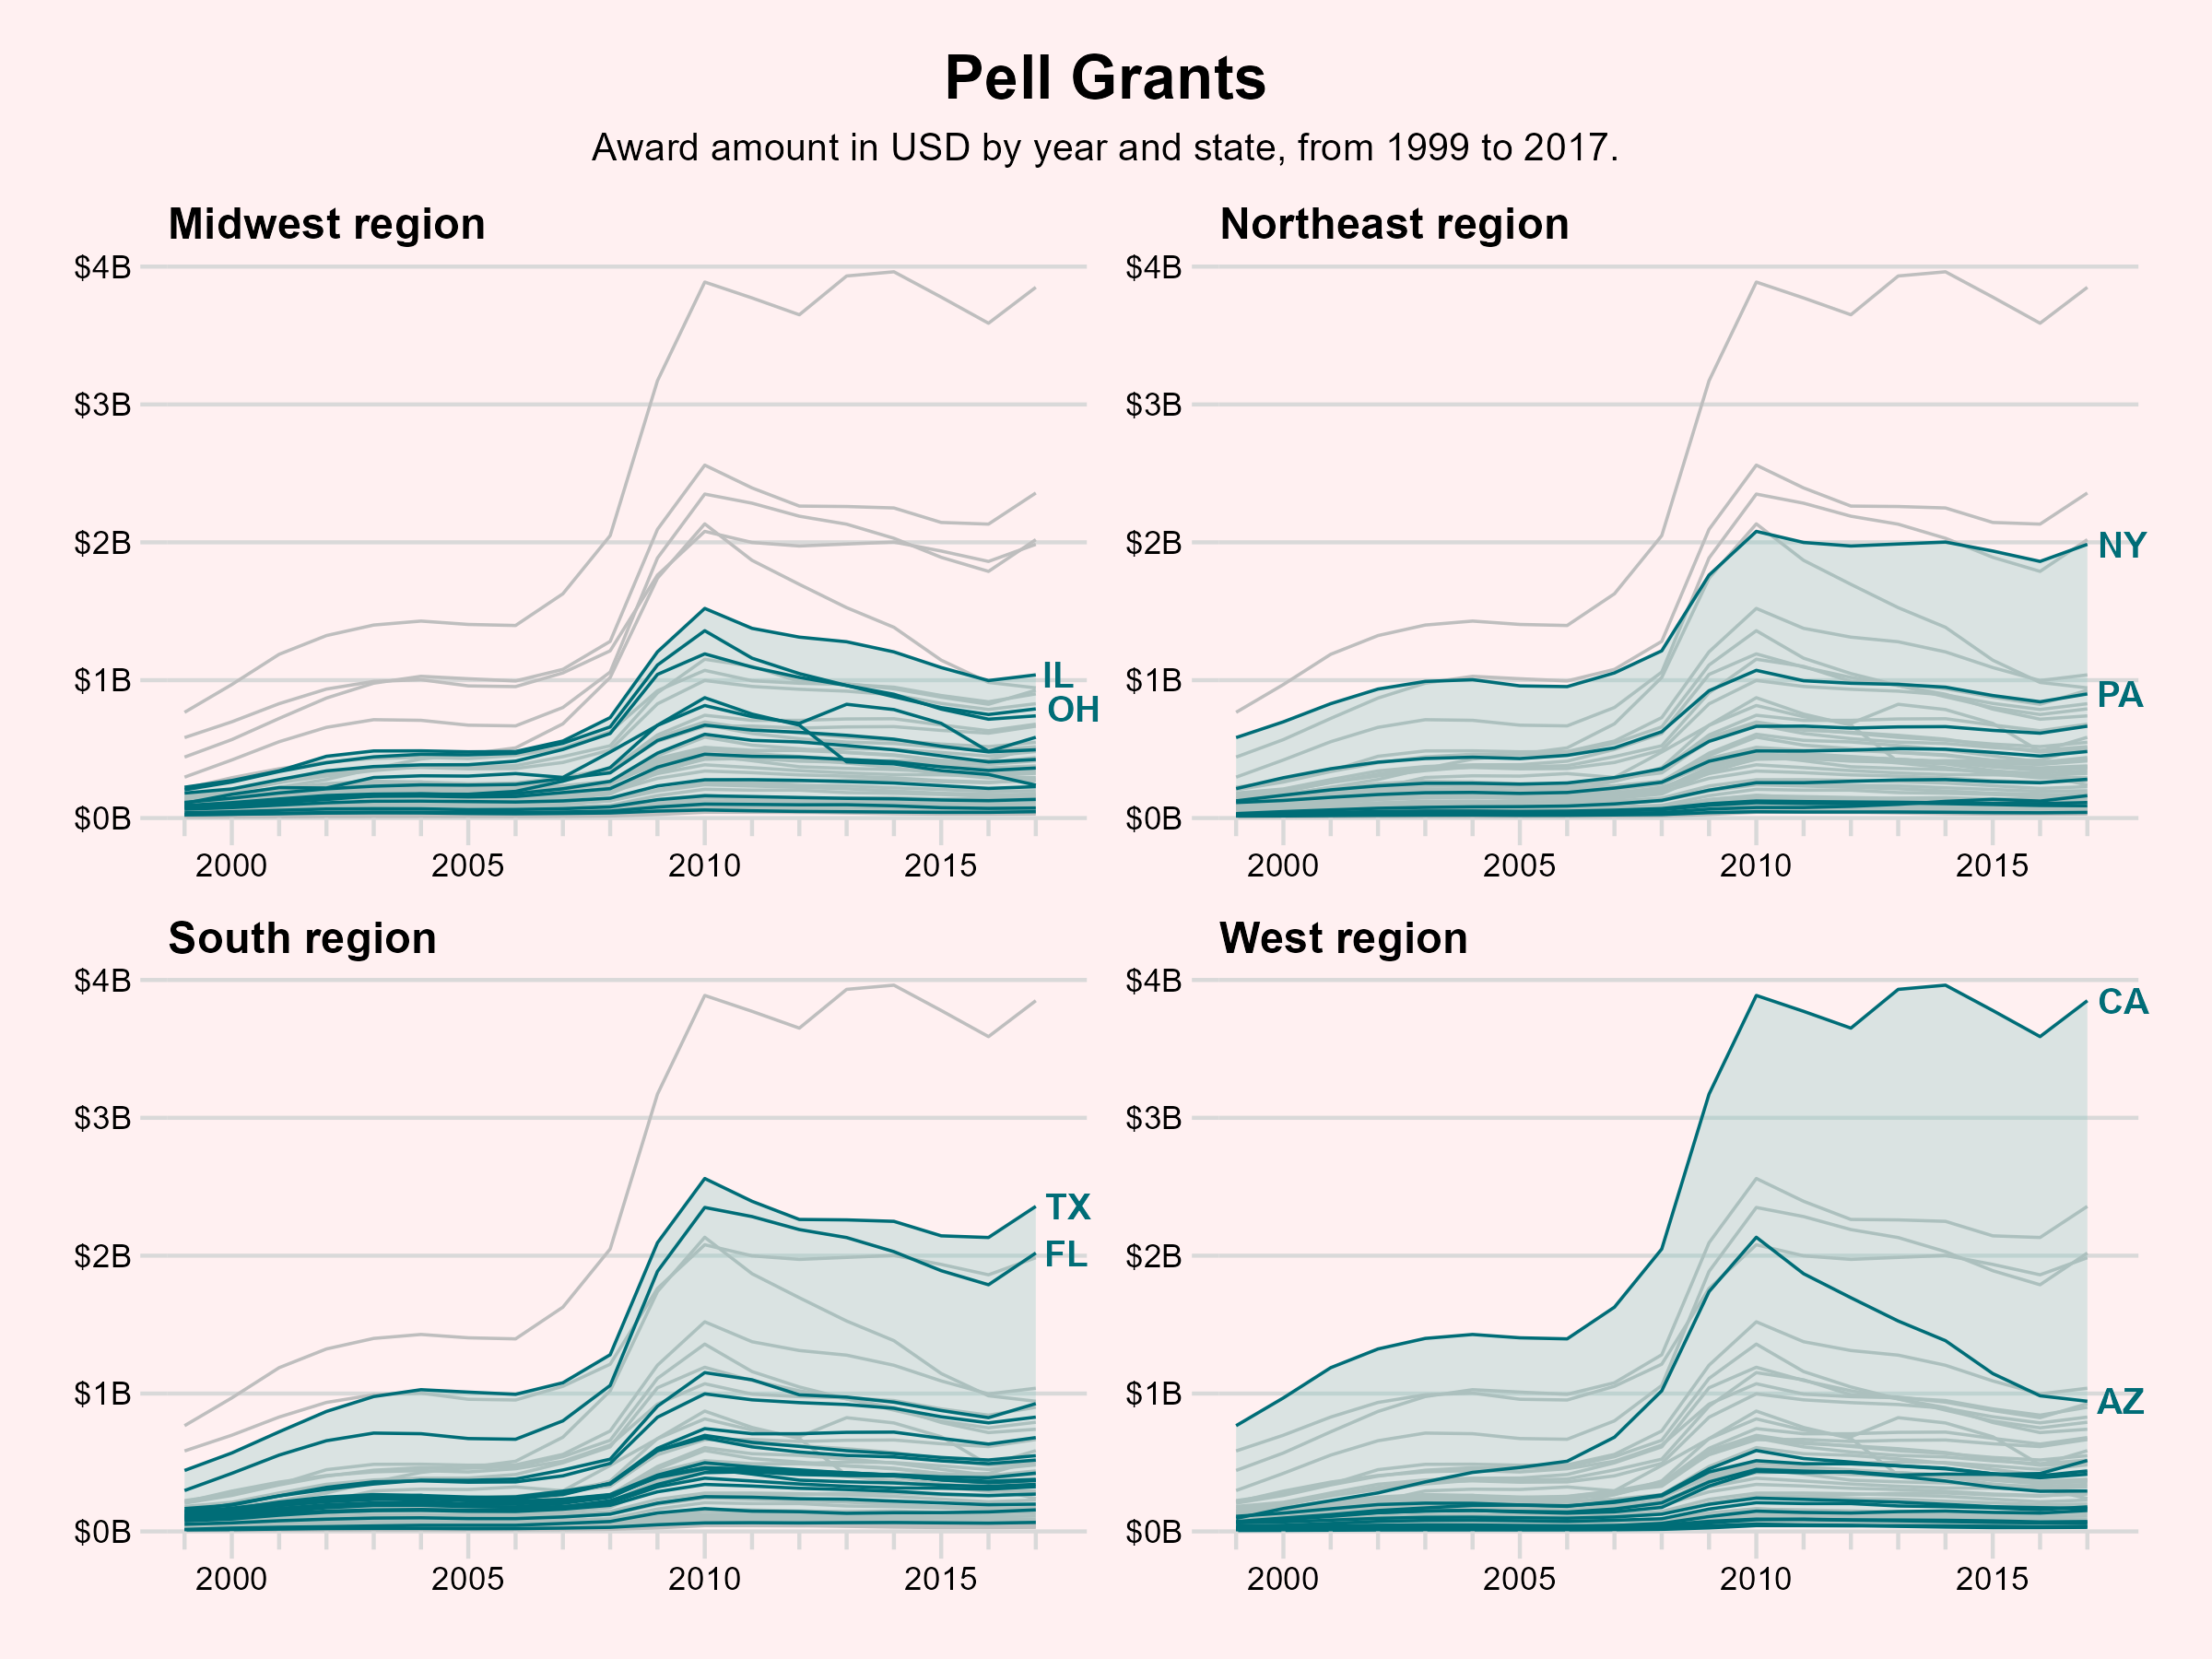 Pell Grants
Award amount in USD by year and state, from 1999 to 2017.
Midwest region
$4B
$3B
$2B
$1B
$0B
IL
OH
2000 2005 2010 2015
Northeast region
$4B
$3B
$2B
$1B
$0B
NY
PA
2000 2005 2010 2015
South region
$4B
$3B
$2B
$1B
$0B
TX
FL
2000 2005 2010 2015
West region
$4B
$3B
$2B
$1B
$0B
CA
AZ
2000 2005 2010 2015